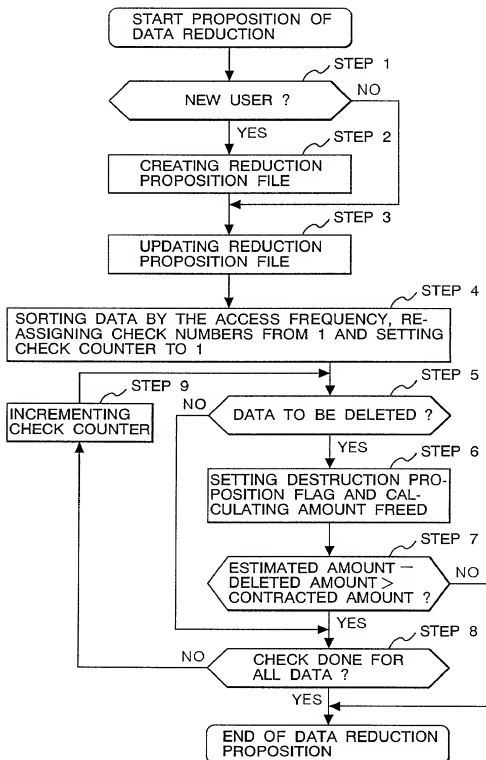 START PROPOSITION OF
DATA REDUCTION
STEP 1
NEW USER ?
NO
YES
STEP 2
CREATING REDUCTION
PROPOSITION FILE
STEP 3
UPDATING REDUCTION
PROPOSITION FILE
STEP 4
SORTING DATA BY THE ACCESS FREQUENCY, RE-
ASSIGNING CHECK NUMBERS FROM 1 AND SETTING
CHECK COUNTER TO 1
STEP 9
INCREMENTING
CHECK COUNTER
STEP 5
NO
DATA TO BE DELETED ?
YES
STEP 6
SETTING DESTRUCTION PRO-
POSITION FLAG AND CAL-
CULATING AMOUNT FREED
STEP 7
ESTIMATED AMOUNT —
DELETED AMOUNT >
CONTRACTED AMOUNT ?
NO
YES
STEP 8
NO
CHECK DONE FOR
ALL DATA ?
YES
END OF DATA REDUCTION
PROPOSITION